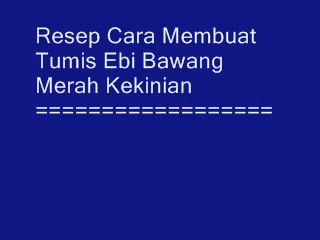 Resep Cara Membuat
Tumis Ebi Bawang
Merah Kekinian
==================